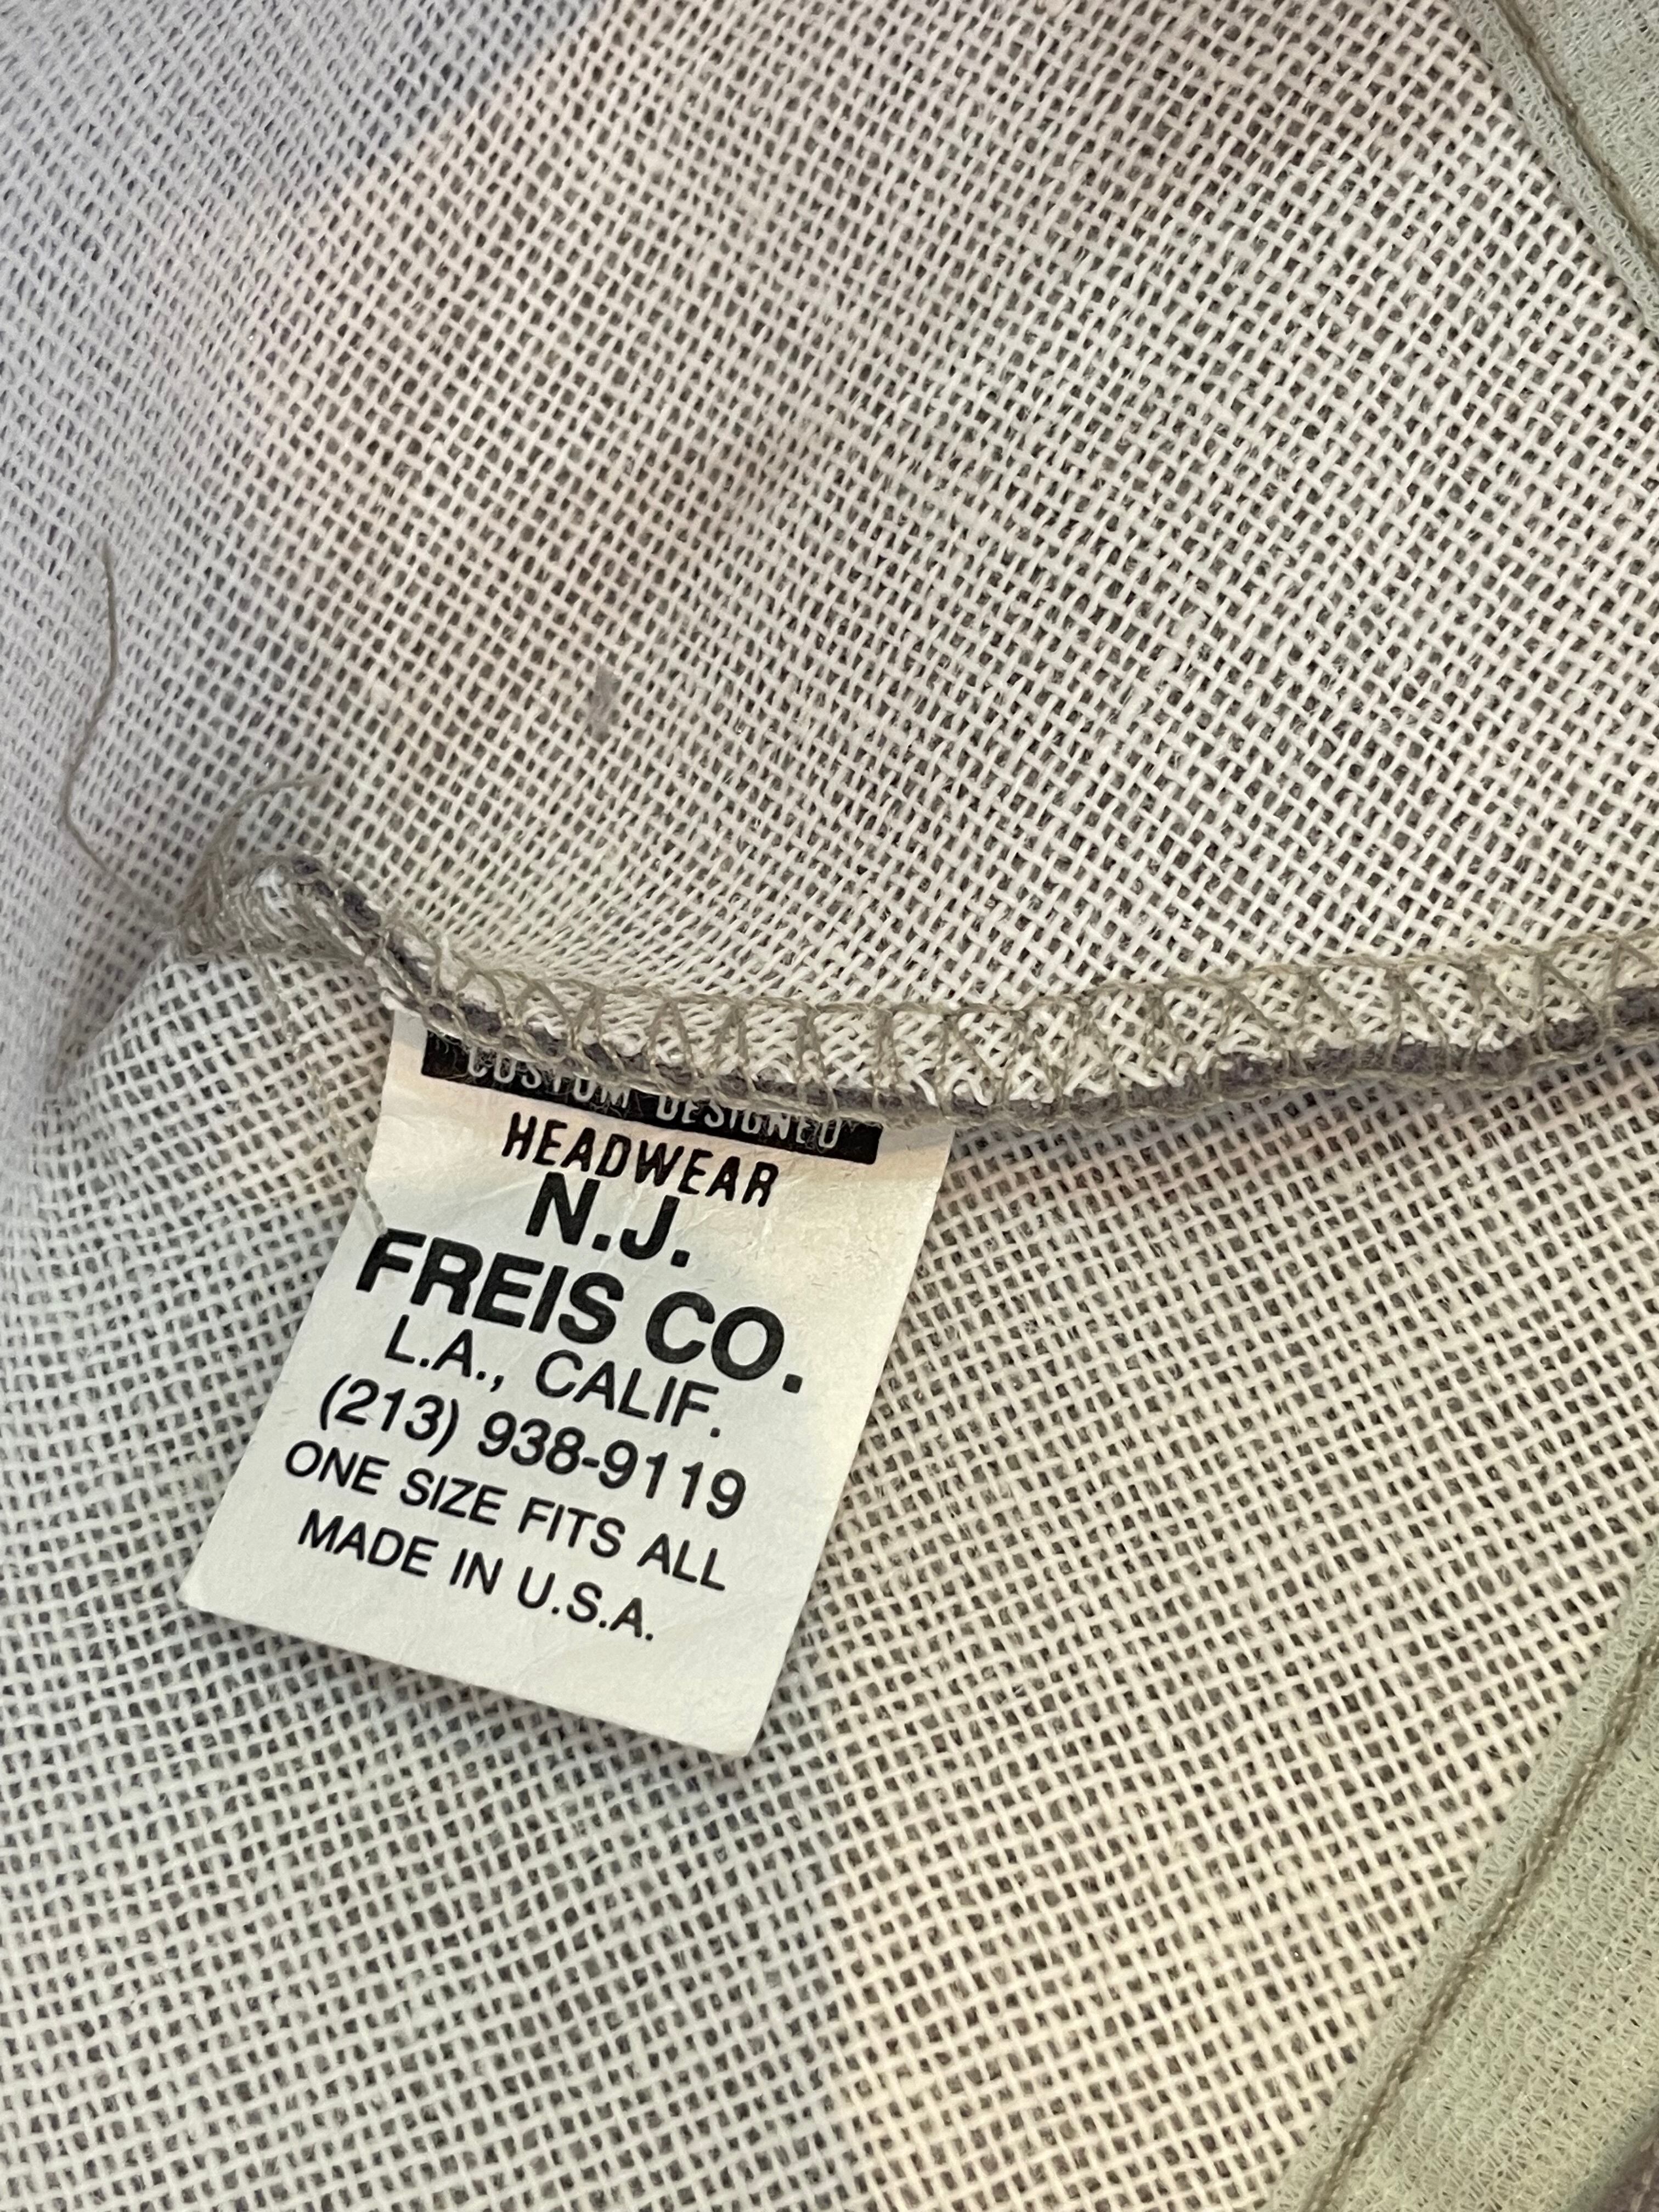 CUSTOM DESIGNED
HEADWEAR
N.J.
FREIS CO.
L.A., CALIF.
(213) 938-9119
ONE SIZE FITS ALL
MADE IN U.S.A.